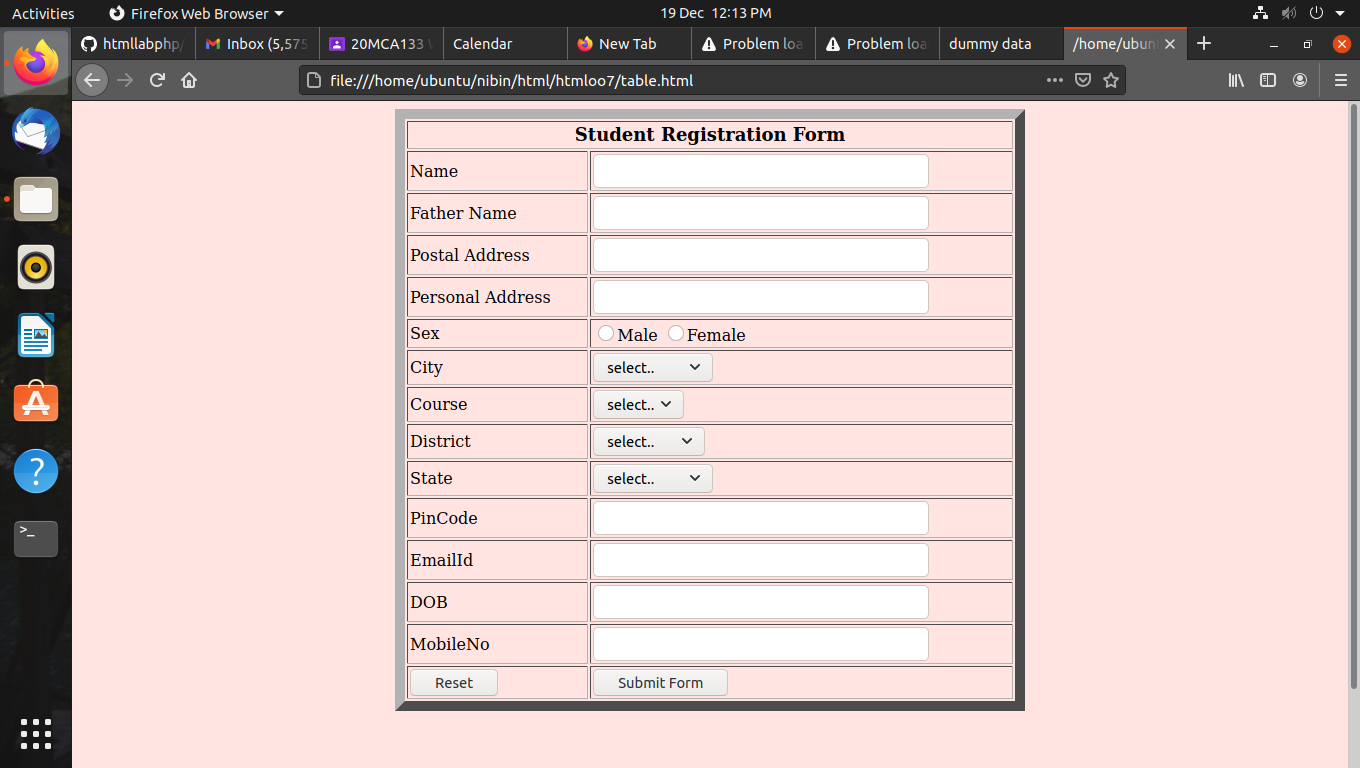 Activities Firefox Web Browser 19 Dec 12:13 PM
htmllabphp/ Inbox (5,575 20MCA133 Calendar New Tab Problem loa Problem loa dummy data /home/ubun
file:///home/ubuntu/nibin/html/htmloo7/table.html
Student Registration Form
Name
Father Name
Postal Address
Personal Address
Sex Male Female
City select..
Course select..
District select..
State select..
PinCode
EmailId
DOB
MobileNo
Reset Submit Form